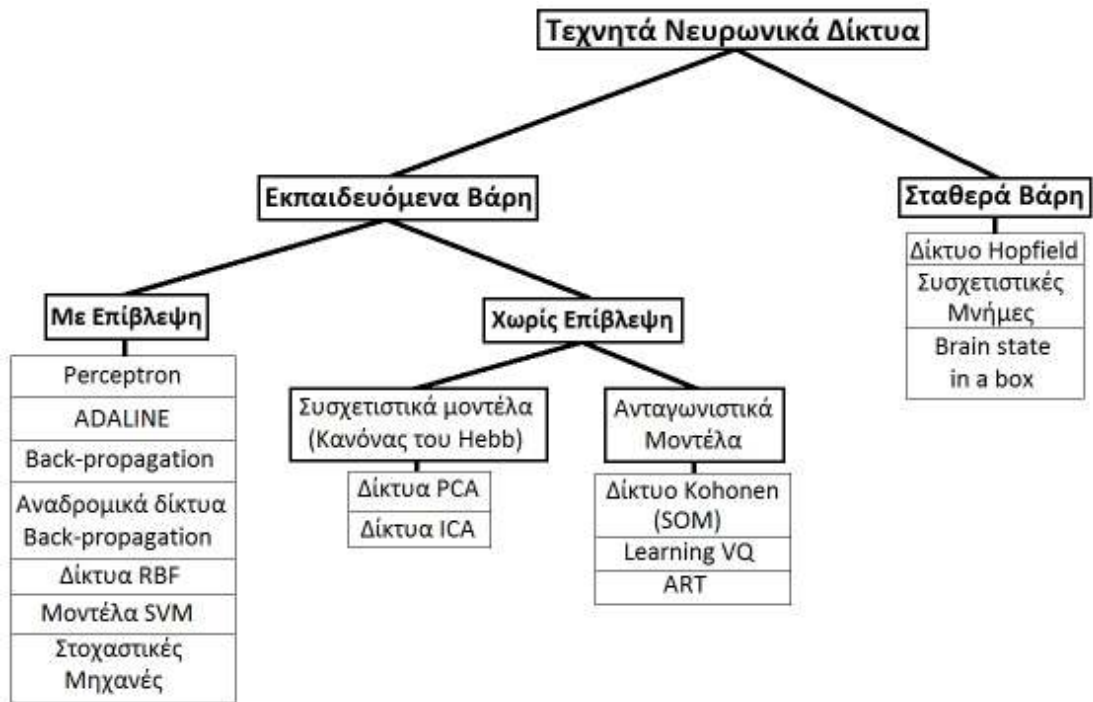 Τεχνητά Νευρωνικά Δίκτυα
Εκπαιδευόμενα Βάρη
Σταθερά Βάρη
Δίκτυο Hopfield
Συσχετιστικές
Μνήμες
Brain state
in a box
Με Επίβλεψη
Perceptron
ADALINE
Back-propagation
Αναδρομικά δίκτυα
Back-propagation
Δίκτυα RBF
Μοντέλα SVM
Στοχαστικές
Μηχανές
Χωρίς Επίβλεψη
Συσχετιστικά μοντέλα
(Κανόνας του Hebb)
Δίκτυα PCA
Δίκτυα ICA
Ανταγωνιστικά
Μοντέλα
Δίκτυο Kohonen
(SOM)
Learning VQ
ART